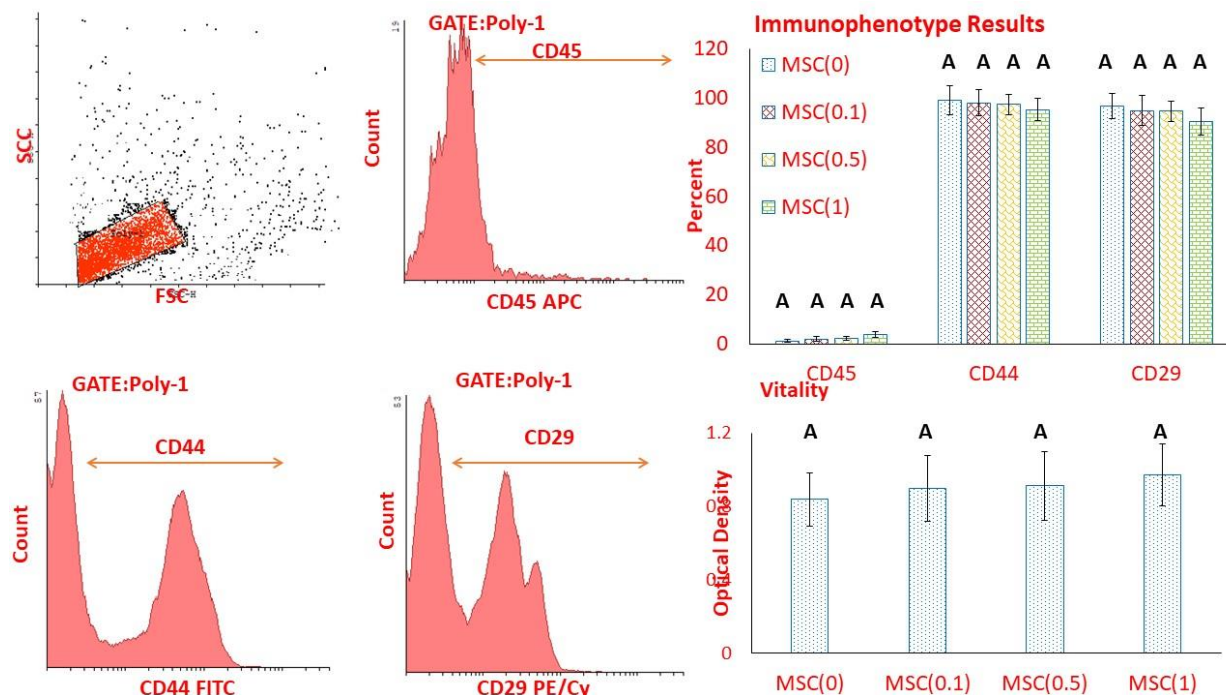 SCC
FSC
19
GATE:Poly-1
CD45
Count
CD45 APC
Immunophenotype Results
120
100
80
60
40
20
0
Percent
A A A A A A A A
A A A A
MSC(0)
MSC(0.1)
MSC(0.5)
MSC(1)
CD45 CD44 CD29
GATE:Poly-1
CD44
Count
CD44 FITC
GATE:Poly-1
CD29
Count
CD29 PE/Cy
Vitality
1.2
0
Optical Density
A A A A
MSC(0) MSC(0.1) MSC(0.5) MSC(1)